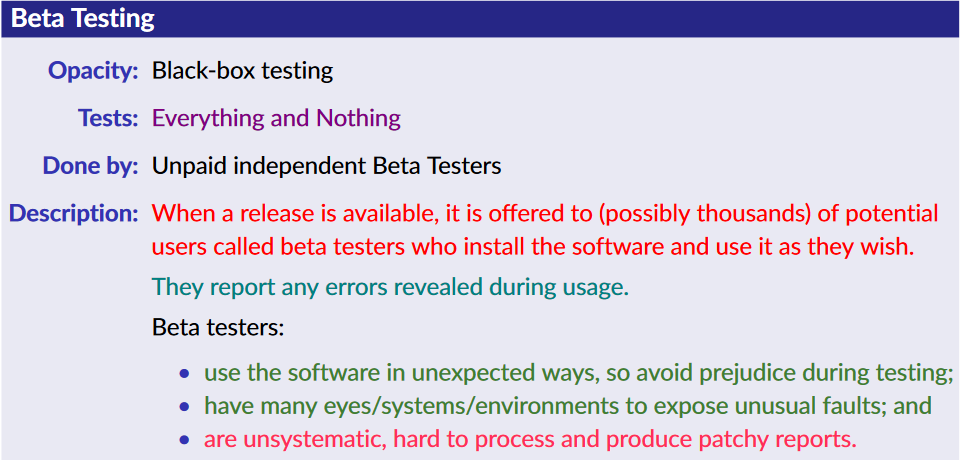 Beta Testing
Opacity: Black-box testing
Tests: Everything and Nothing
Done by: Unpaid independent Beta Testers
Description: When a release is available, it is offered to (possibly thousands) of potential
users called beta testers who install the software and use it as they wish.
They report any errors revealed during usage.
Beta testers:
• use the software in unexpected ways, so avoid prejudice during testing;
• have many eyes/systems/environments to expose unusual faults; and
• are unsystematic, hard to process and produce patchy reports.